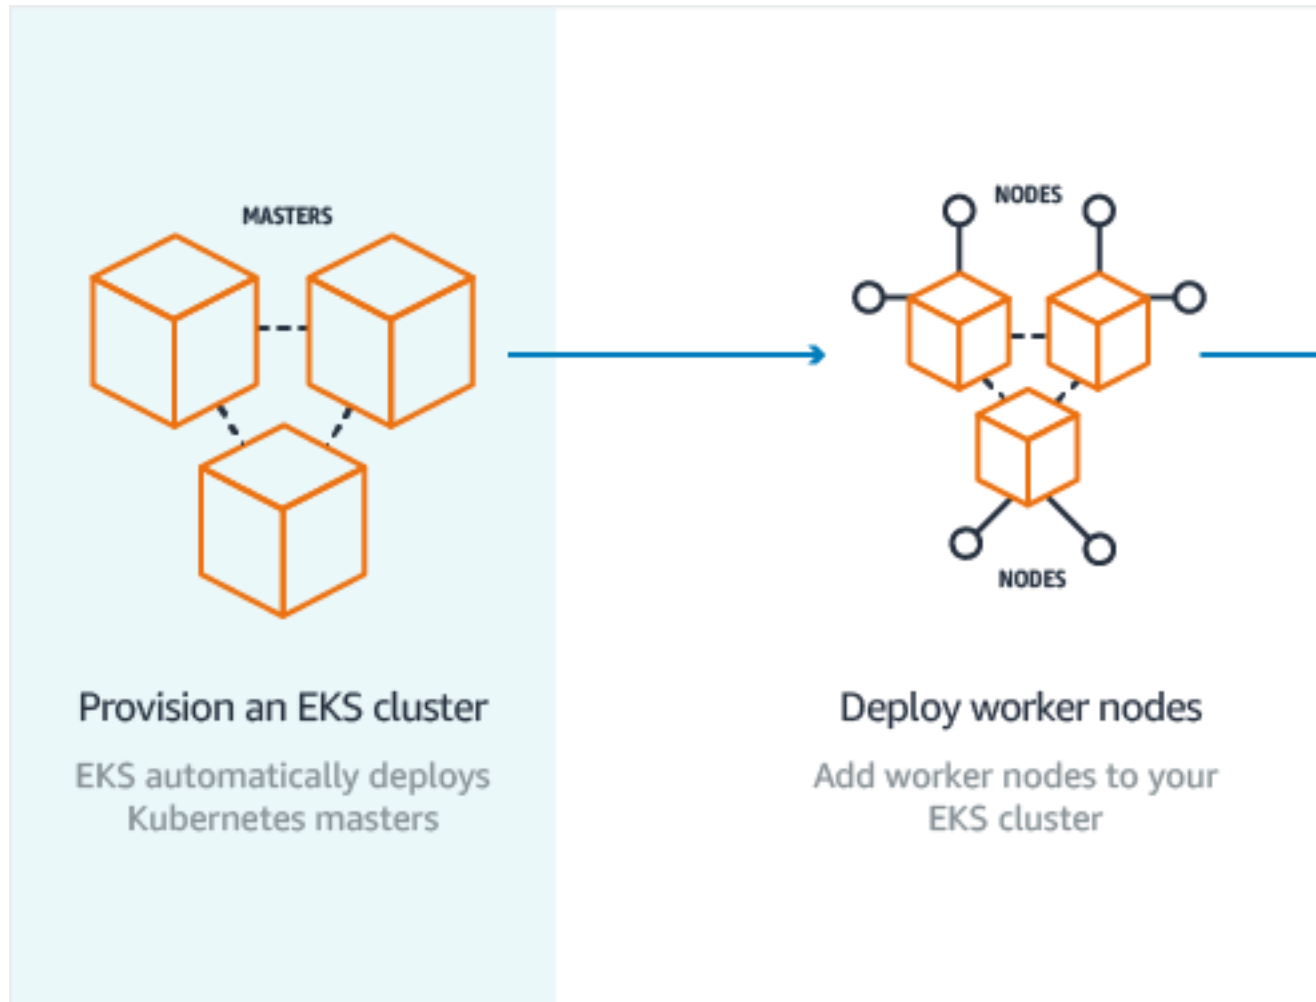 MASTERS
Provision an EKS cluster
EKS automatically deploys
Kubernetes masters
NODES
NODES
Deploy worker nodes
Add worker nodes to your
EKS cluster